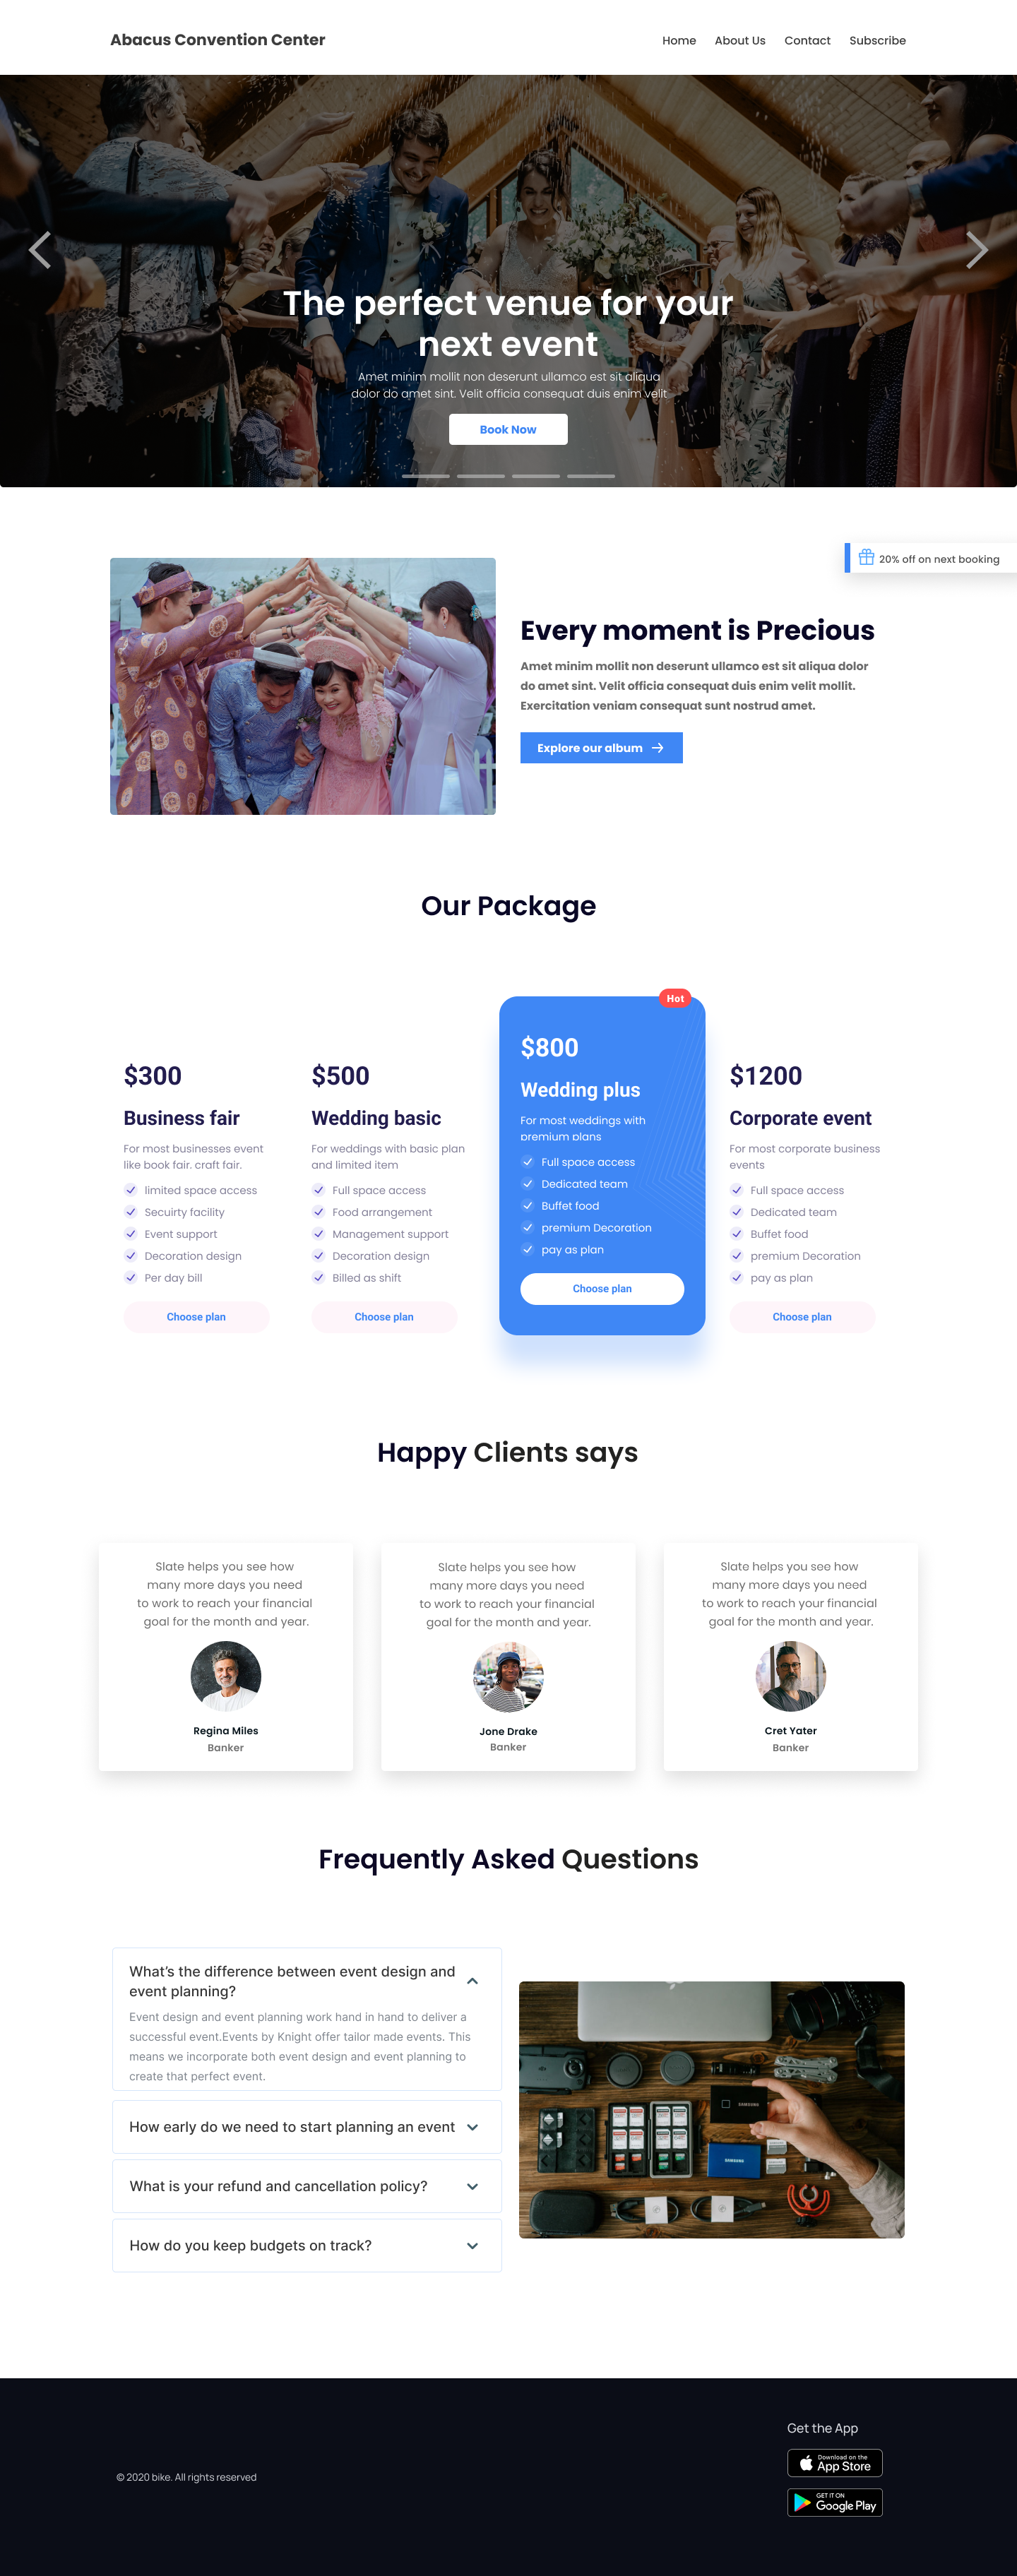 Abacus Convention Center
Home About Us Contact Subscribe
The perfect venue for your
next event
Amet minim mollit non deserunt ullamco est sit aliqua
dolor do amet sint. Velit officia consequat duis enim velit
Book Now
20% off on next booking
Every moment is Precious
Amet minim mollit non deserunt ullamco est sit aliqua dolor
do amet sint. Velit officia consequat duis enim velit mollit.
Exercitation veniam consequat sunt nostrud amet.
Explore our album
Our Package
$300
Business fair
For most businesses event
like book fair. craft fair.
limited space access
Secuirty facility
Event support
Decoration design
Per day bill
Choose plan
$500
Wedding basic
For weddings with basic plan
and limited item
Full space access
Food arrangement
Management support
Decoration design
Billed as shift
Choose plan
Hot
$800
Wedding plus
For most weddings with
premium plans
Full space access
Dedicated team
Buffet food
premium Decoration
pay as plan
Choose plan
$1200
Corporate event
For most corporate business
events
Full space access
Dedicated team
Buffet food
premium Decoration
pay as plan
Choose plan
Happy Clients says
Slate helps you see how
many more days you need
to work to reach your financial
goal for the month and year.
Regina Miles
Banker
Slate helps you see how
many more days you need
to work to reach your financial
goal for the month and year.
Jone Drake
Banker
Slate helps you see how
many more days you need
to work to reach your financial
goal for the month and year.
Cret Yater
Banker
Frequently Asked Questions
What's the difference between event design and
event planning?
Event design and event planning work hand in hand to deliver a
successful event.Events by Knight offer tailor made events. This
means we incorporate both event design and event planning to
create that perfect event.
How early do we need to start planning an event
What is your refund and cancellation policy?
How do you keep budgets on track?
SAMSUNG
SAMSUNG
© 2020 bike. All rights reserved
Get the App
Download on the
App Store
GET IT ON
Google Play